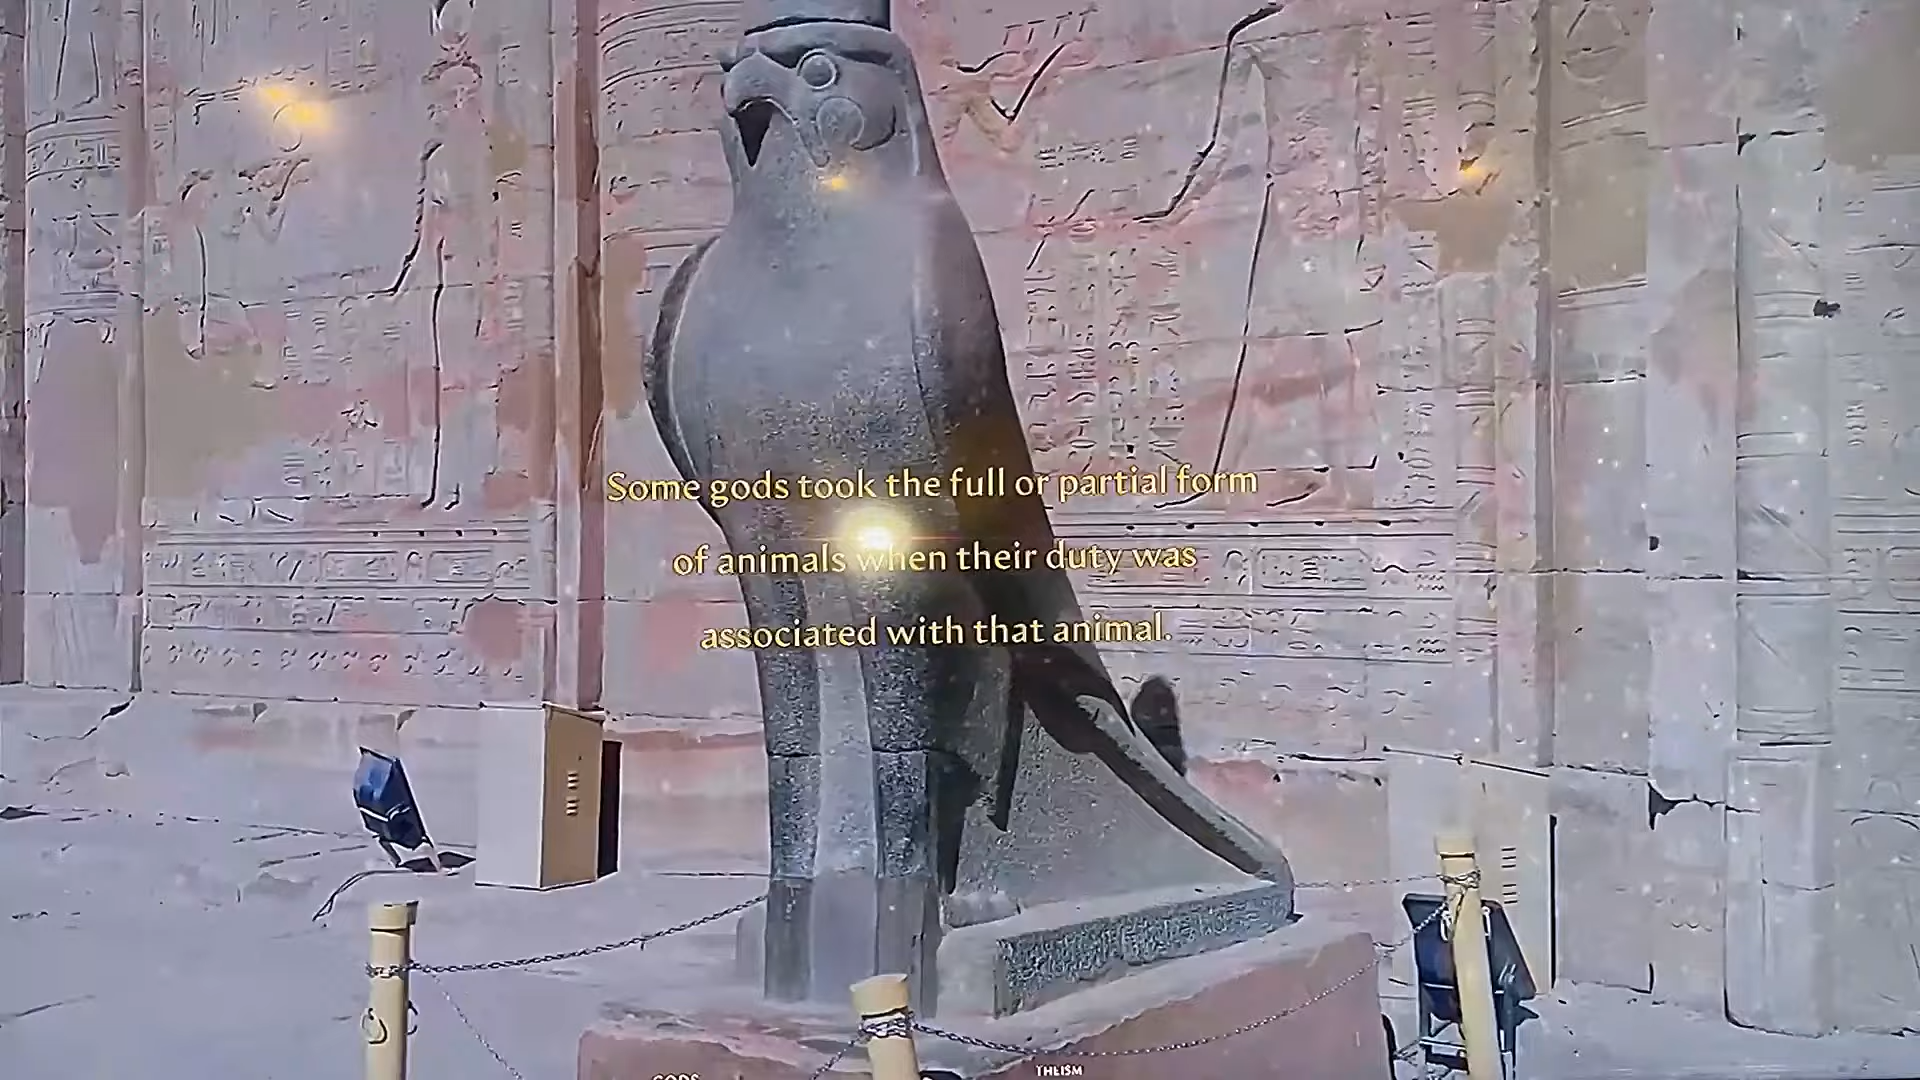 Some gods took the full or partial form
of animals when their duty was
associated with that animal.
GODS
THEISM